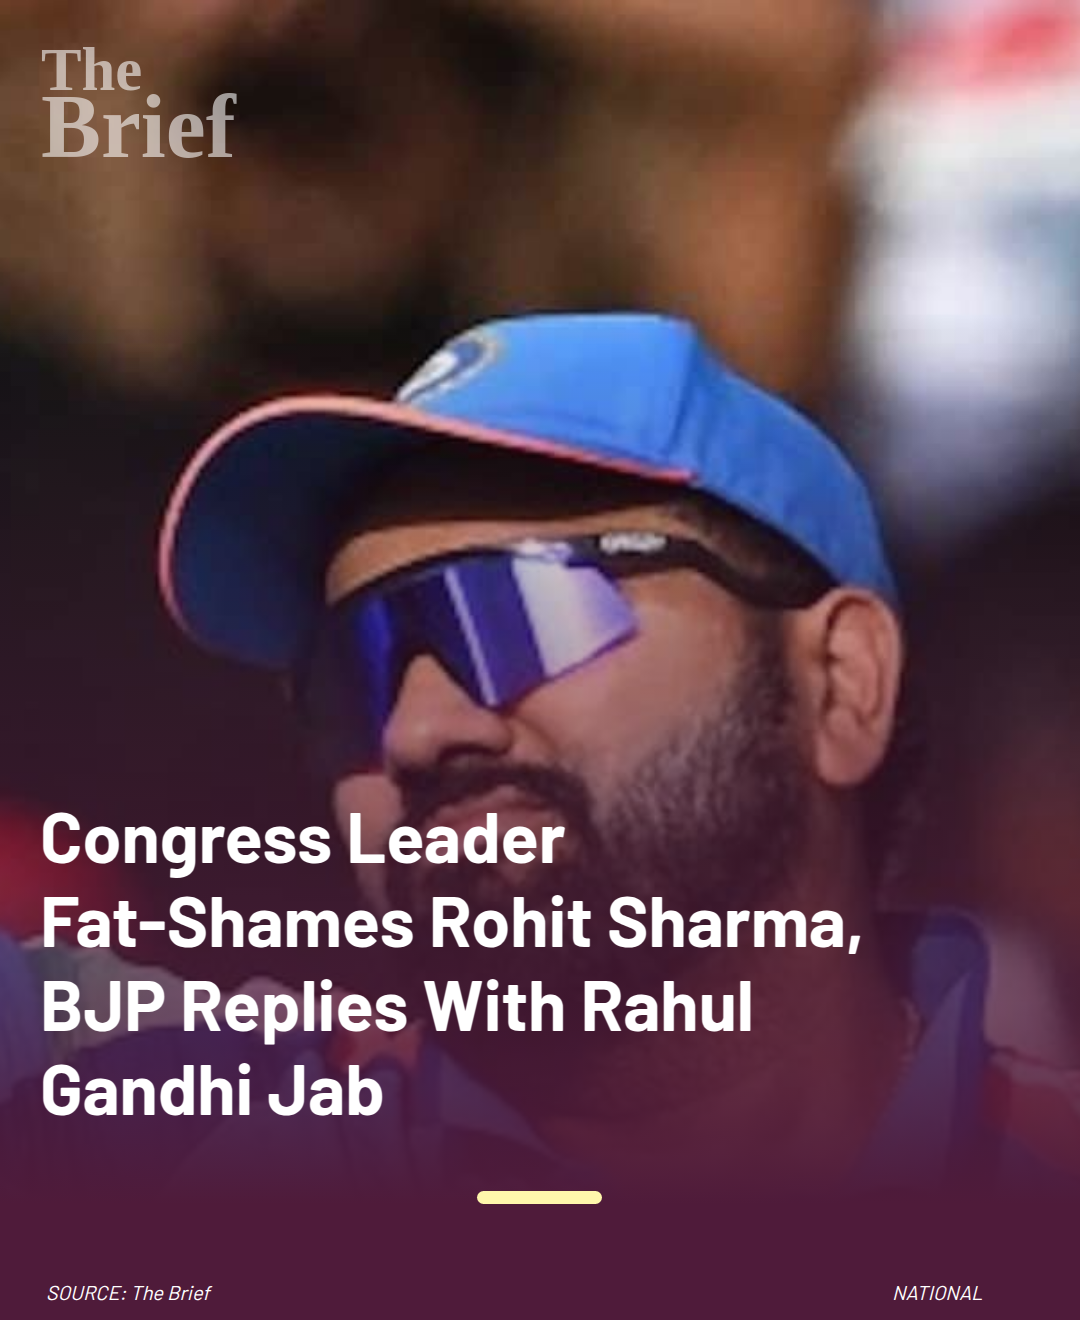 The
Brief
Congress Leader
Fat-Shames Rohit Sharma,
BJP Replies With Rahul
Gandhi Jab
SOURCE: The Brief
NATIONAL